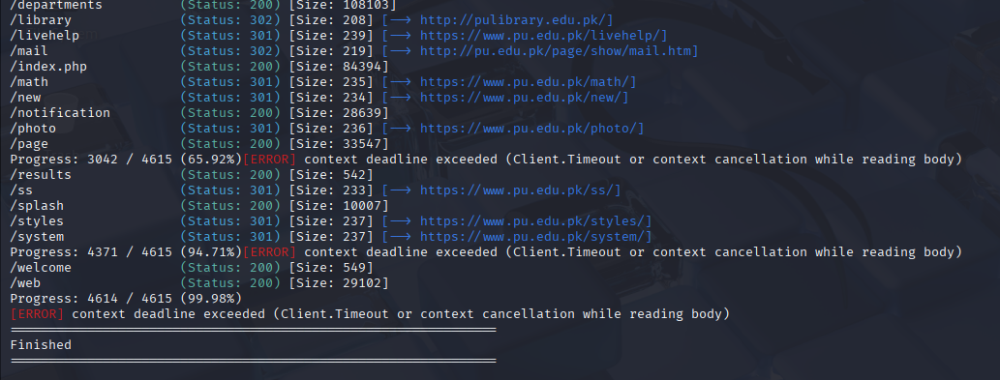 /departments (Status: 200) [Size: 108103]
/library (Status: 302) [Size: 208] [--> http://pulibrary.edu.pk/]
/livehelp (Status: 301) [Size: 239] [--> https://www.pu.edu.pk/livehelp/]
/mail (Status: 302) [Size: 219] [--> http://pu.edu.pk/page/show/mail.htm]
/index.php (Status: 200) [Size: 84394]
/math (Status: 301) [Size: 235] [--> https://www.pu.edu.pk/math/]
/new (Status: 301) [Size: 234] [--> https://www.pu.edu.pk/new/]
/notification (Status: 200) [Size: 28639]
/photo (Status: 301) [Size: 236] [--> https://www.pu.edu.pk/photo/]
/page (Status: 200) [Size: 33547]
Progress: 3042 / 4615 (65.92%)[ERROR] context deadline exceeded (Client.Timeout or context cancellation while reading body)
/results (Status: 200) [Size: 542]
/ss (Status: 301) [Size: 233] [--> https://www.pu.edu.pk/ss/]
/splash (Status: 200) [Size: 10007]
/styles (Status: 301) [Size: 237] [--> https://www.pu.edu.pk/styles/]
/system (Status: 301) [Size: 237] [--> https://www.pu.edu.pk/system/]
Progress: 4371 / 4615 (94.71%)[ERROR] context deadline exceeded (Client.Timeout or context cancellation while reading body)
/welcome (Status: 200) [Size: 549]
/web (Status: 200) [Size: 29102]
Progress: 4614 / 4615 (99.98%)
[ERROR] context deadline exceeded (Client.Timeout or context cancellation while reading body)
===============================================================
Finished
===============================================================